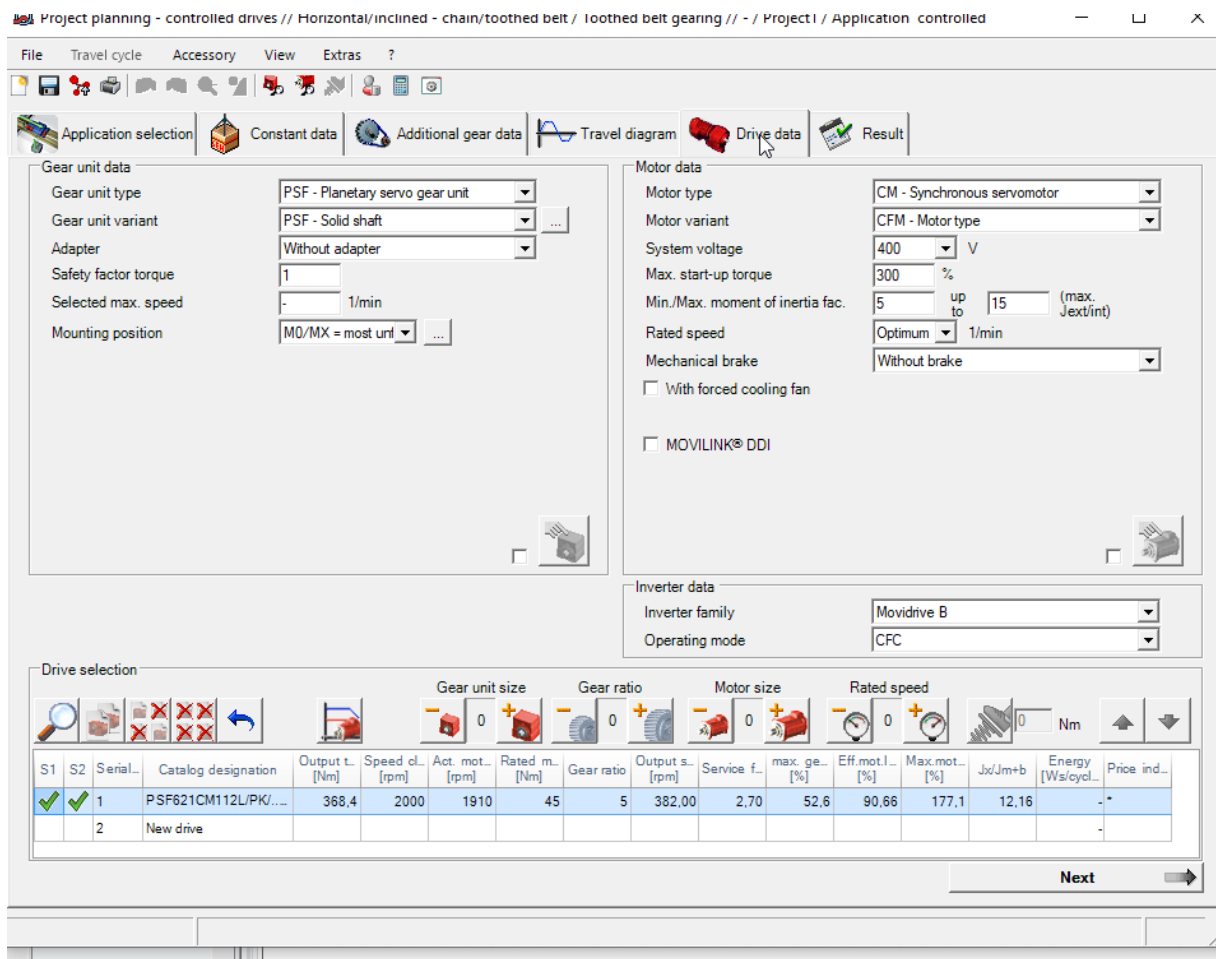 Project planning - controlled drives // Horizontal/inclined - chain/toothed belt / Toothed belt gearing // - / Project1 / Application controlled
File Travel cycle Accessory View Extras ?
Application selection Constant data Additional gear data Travel diagram Drive data Result
Gear unit data
Gear unit type PSF - Planetary servo gear unit
Gear unit variant PSF - Solid shaft ...
Adapter Without adapter
Safety factor torque 1
Selected max. speed - 1/min
Mounting position M0/MX = most unf ...
Motor data
Motor type CM - Synchronous servomotor
Motor variant CFM - Motor type
System voltage 400 V
Max. start-up torque 300 %
Min./Max. moment of inertia fac. 5 up to 15 (max. Jext/int)
Rated speed Optimum 1/min
Mechanical brake Without brake
With forced cooling fan
MOVILINK® DDI
Inverter data
Inverter family Movidrive B
Operating mode CFC
Drive selection
Gear unit size Gear ratio Motor size Rated speed
0 0 0 0 0 Nm
S1 S2 Serial... Catalog designation Output t... [Nm] Speed cl... [rpm] Act. mot... [rpm] Rated m... [Nm] Gear ratio Output s... [rpm] Service f... max. ge... [%] Eff.mot.l... [%] Max.mot... [%] Jx/Jm+b Energy [Ws/cycl... Price ind...
1 PSF621CM112L/PK/... 368,4 2000 1910 45 5 382,00 2,70 52,6 90,66 177,1 12,16 - *
2 New drive -
Next